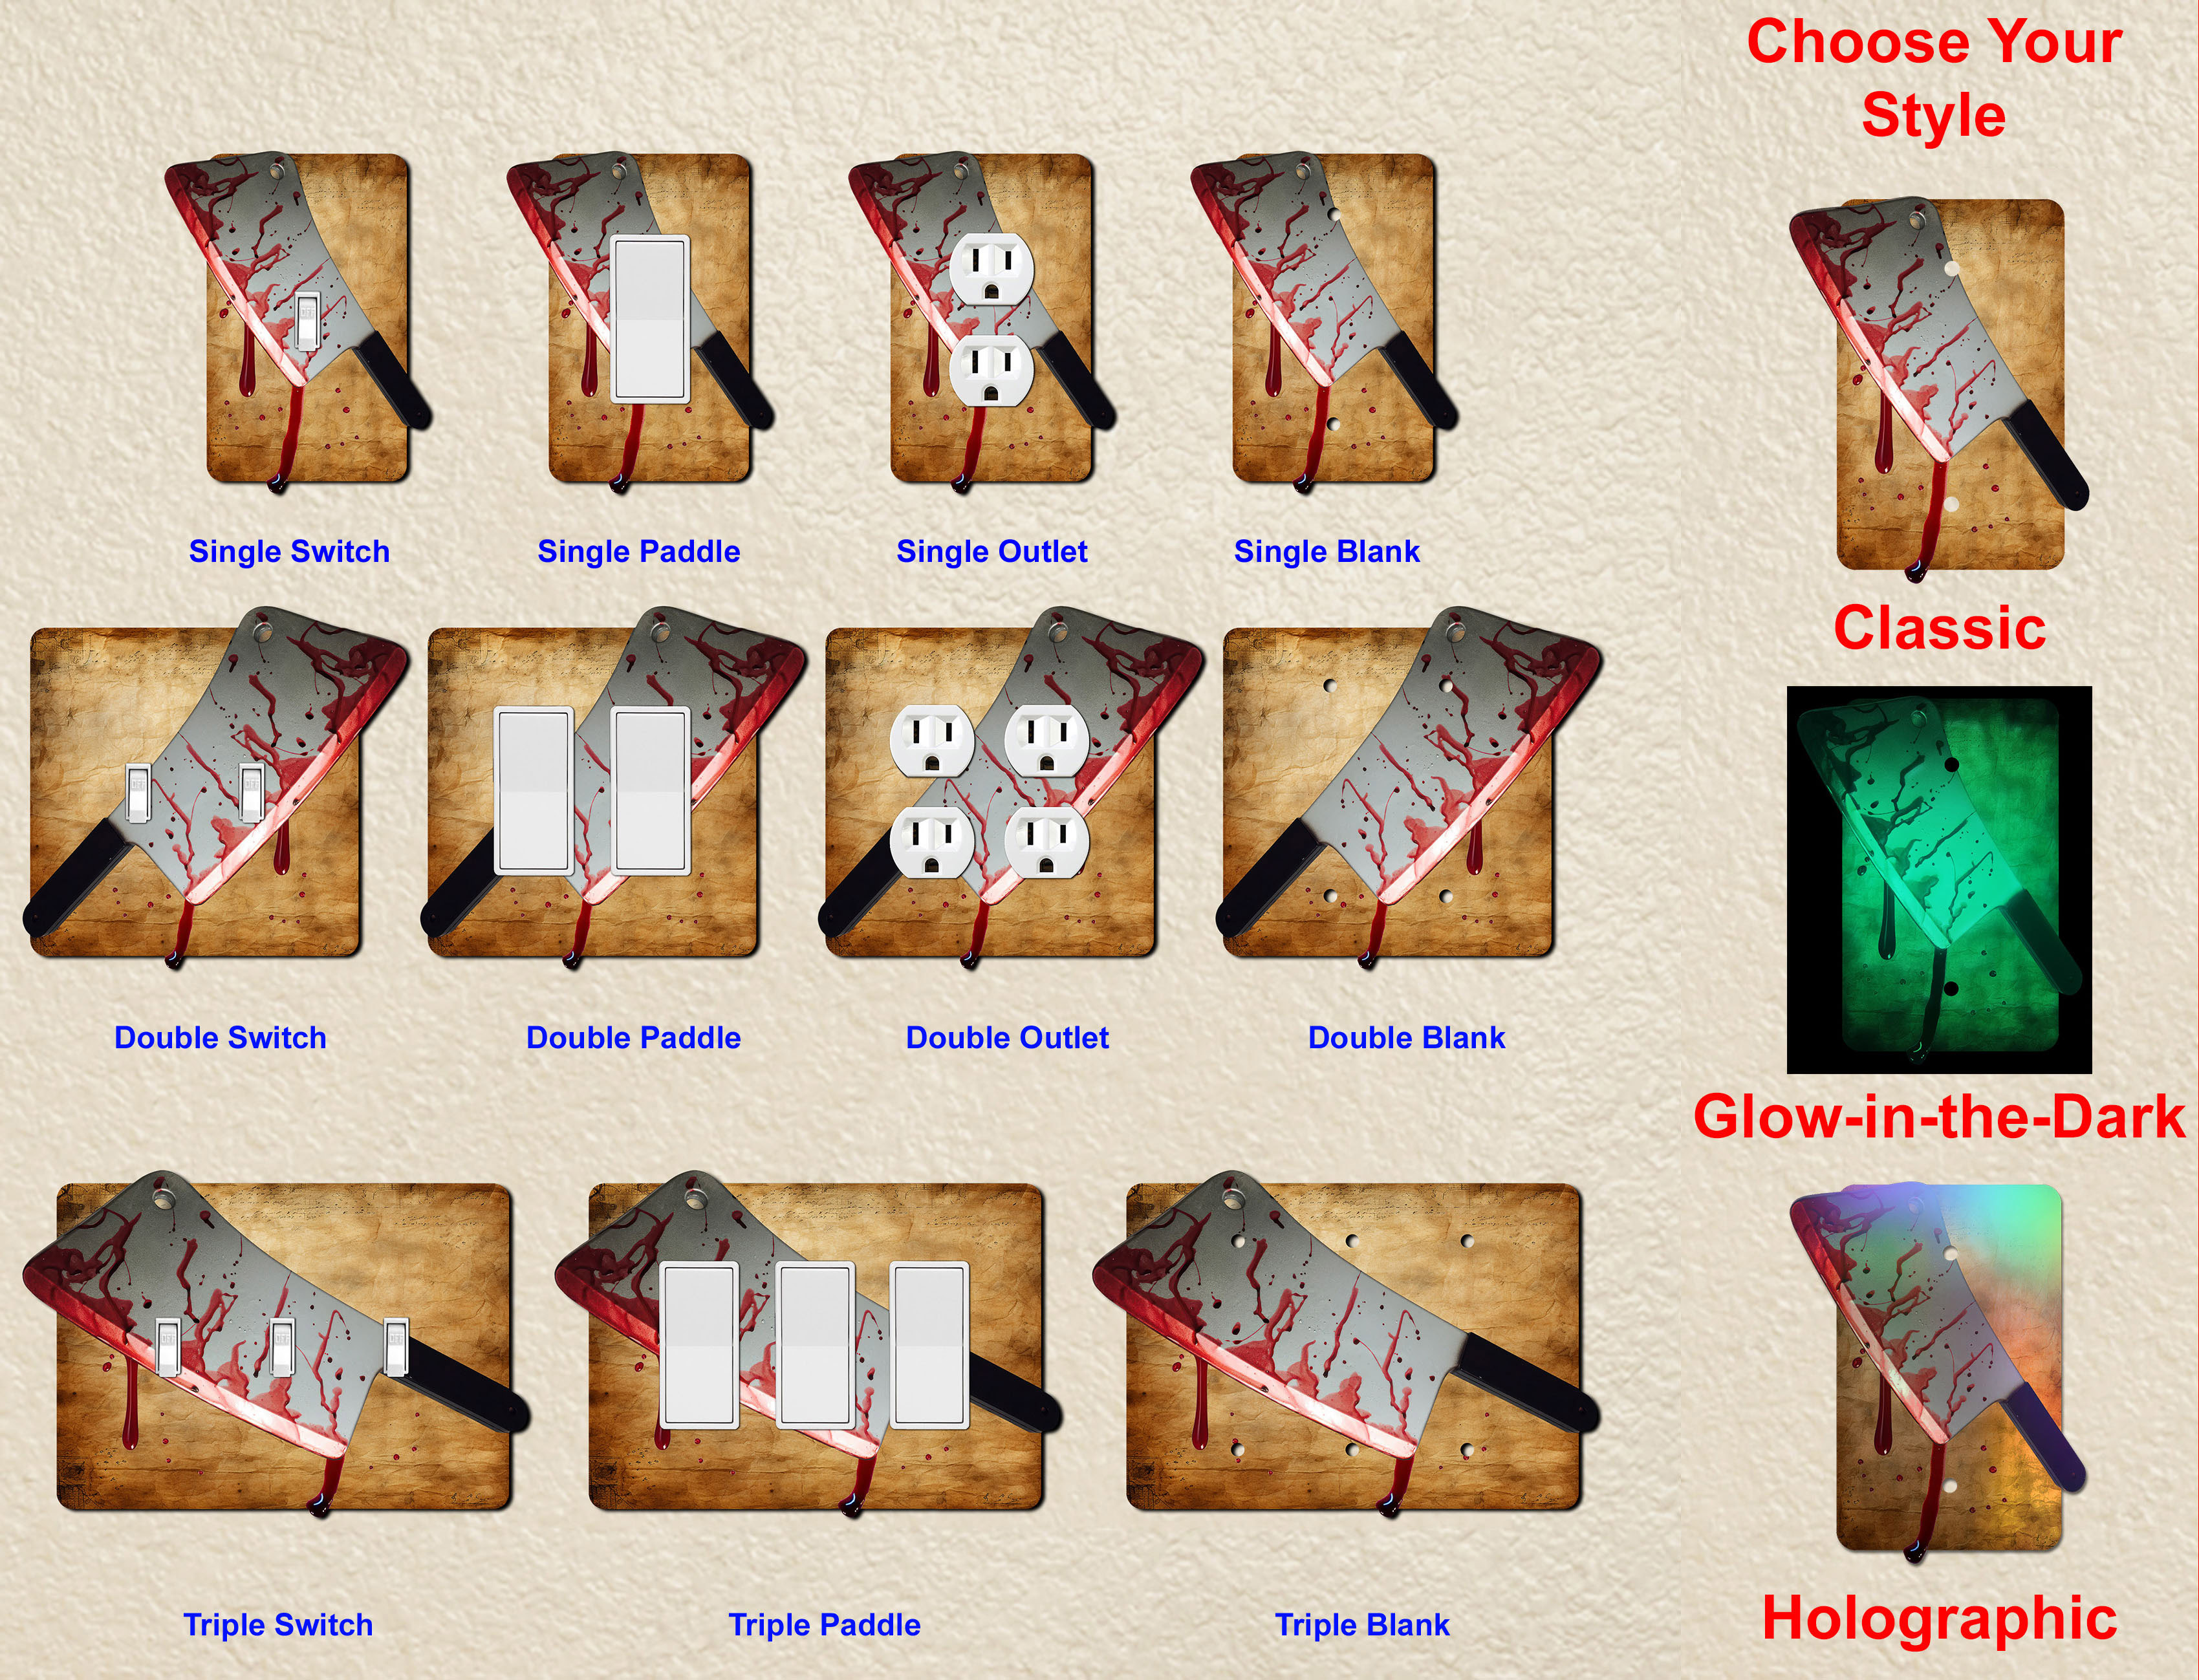 Choose Your
Style
Single Switch
Single Paddle
Single Outlet
Single Blank
Classic
Double Switch
Double Paddle
Double Outlet
Double Blank
Glow-in-the-Dark
Triple Switch
Triple Paddle
Triple Blank
Holographic